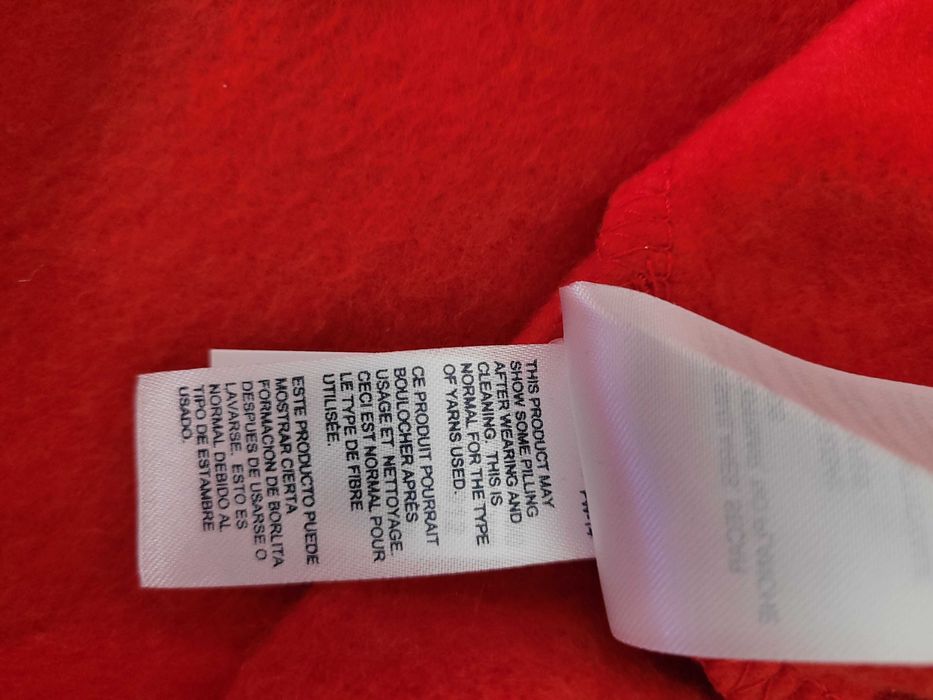 THIS PRODUCT MAY
SHOW SOME PILLING
AFTER WEARING AND
CLEANING. THIS IS
NORMAL FOR THE TYPE
OF YARNS USED.
CE PRODUIT POURRAIT
BOULOCHER APRÈS
USAGE ET NETTOYAGE.
CECI EST NORMAL POUR
LE TYPE DE FIBRE
UTILISÉE.
ESTE PRODUCTO PUEDE
MOSTRAR CIERTA
FORMACION DE BORLITA
DESPUES DE USARSE O
LAVARSE. ESTO ES
NORMAL DEBIDO AL
TIPO DE ESTAMBRE
USADO.